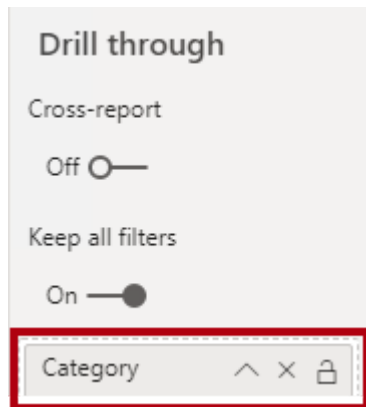 Drill through
Cross-report
Off
Keep all filters
On
Category